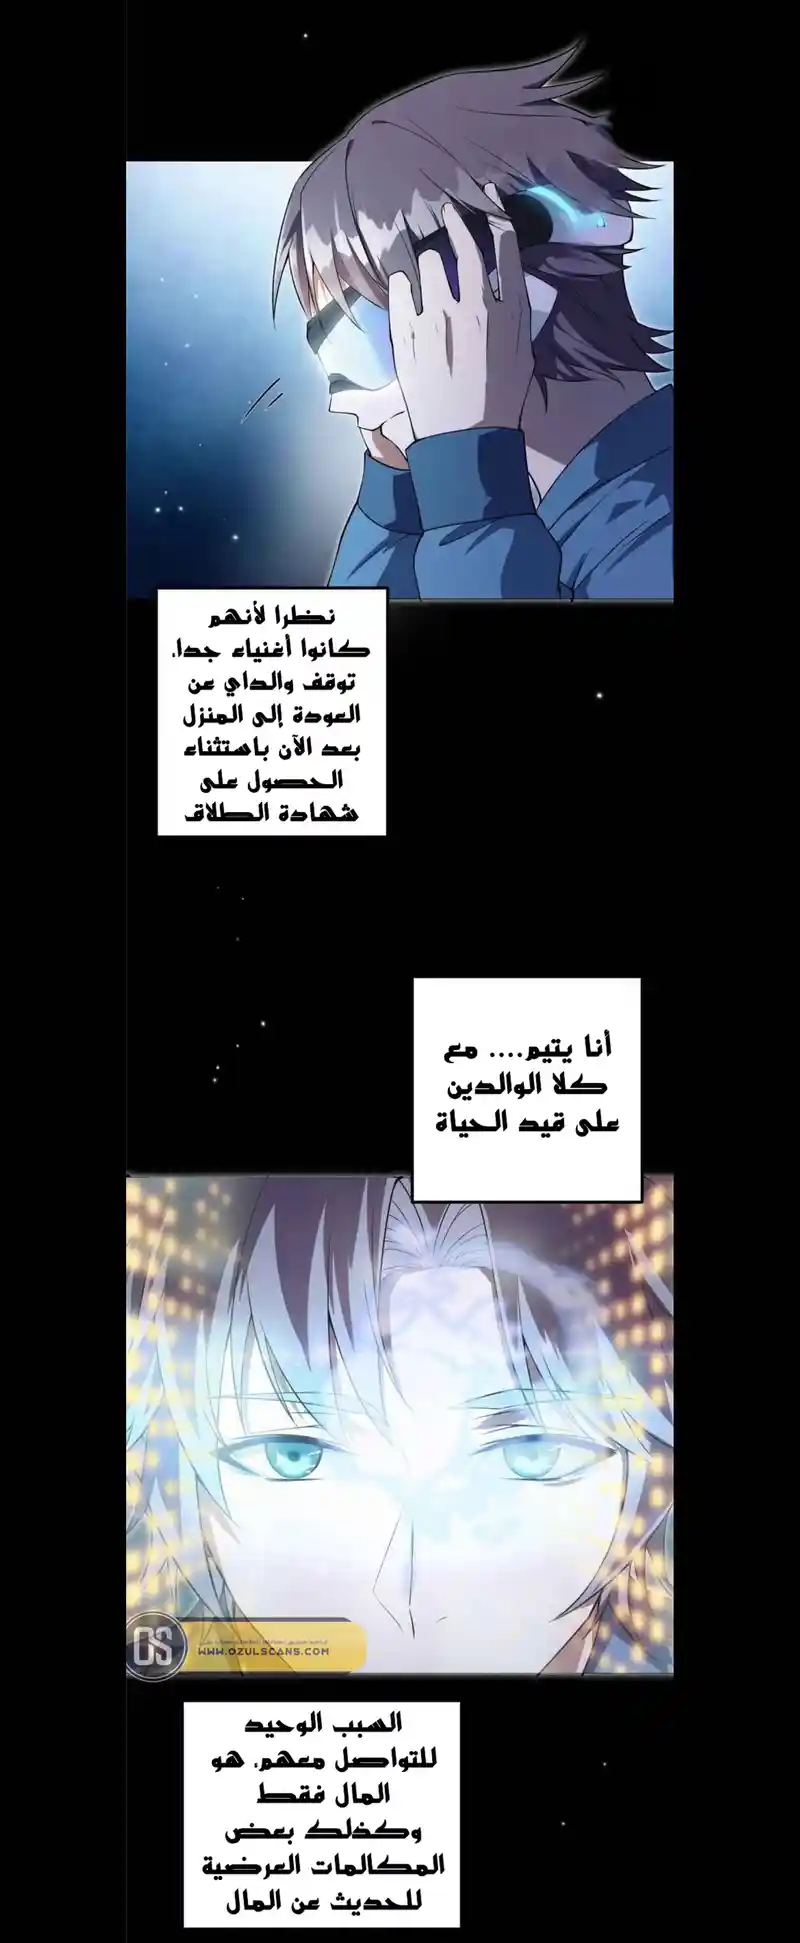 نظرا لأنهم
كانوا أغنياء جدا،
توقف والداي عن
العودة إلى المنزل
بعد الآن باستثناء
الحصول على
شهادة الطلاق
أنا يتيم.... مع
كلا الوالدين
على قيد الحياة
OS
WWW.OZULSCANS.COM
السبب الوحيد
للتواصل معهم، هو
المال فقط
وكذلك بعض
المكالمات العرضية
للحديث عن المال